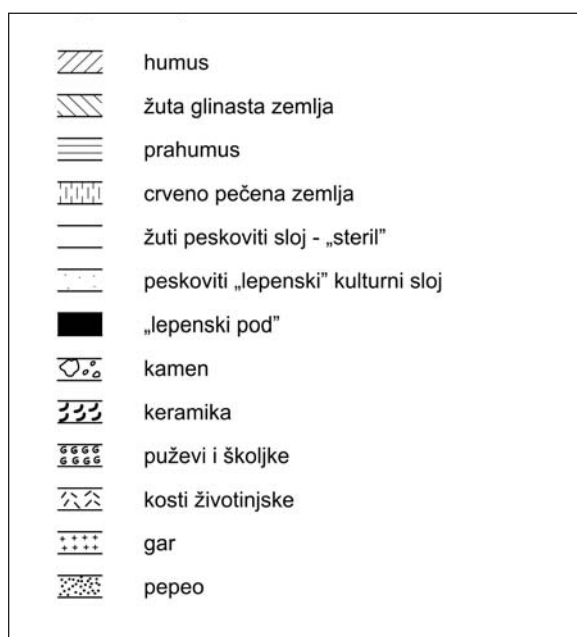 humus
žuta glinasta zemlja
prahumus
crveno pečena zemlja
žuti peskoviti sloj - „steril”
peskoviti „lepenski” kulturni sloj
„lepenski pod”
kamen
keramika
puževi i školjke
kosti životinjske
gar
pepeo